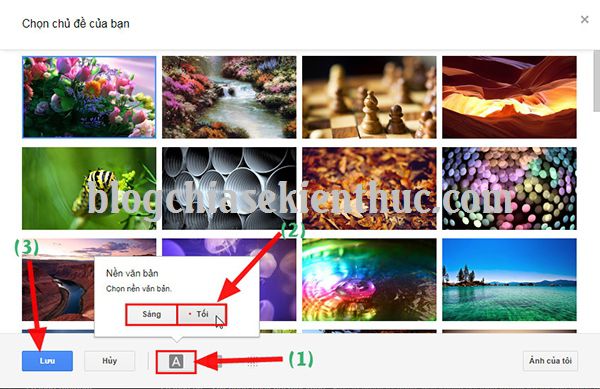 Chọn chủ đề của bạn
blogchiasekienthuc.com
(3)
(2)
Nền văn bản
Chọn nền văn bản.
Sáng
Tối
Lưu
Hủy
A
(1)
Ảnh của tôi